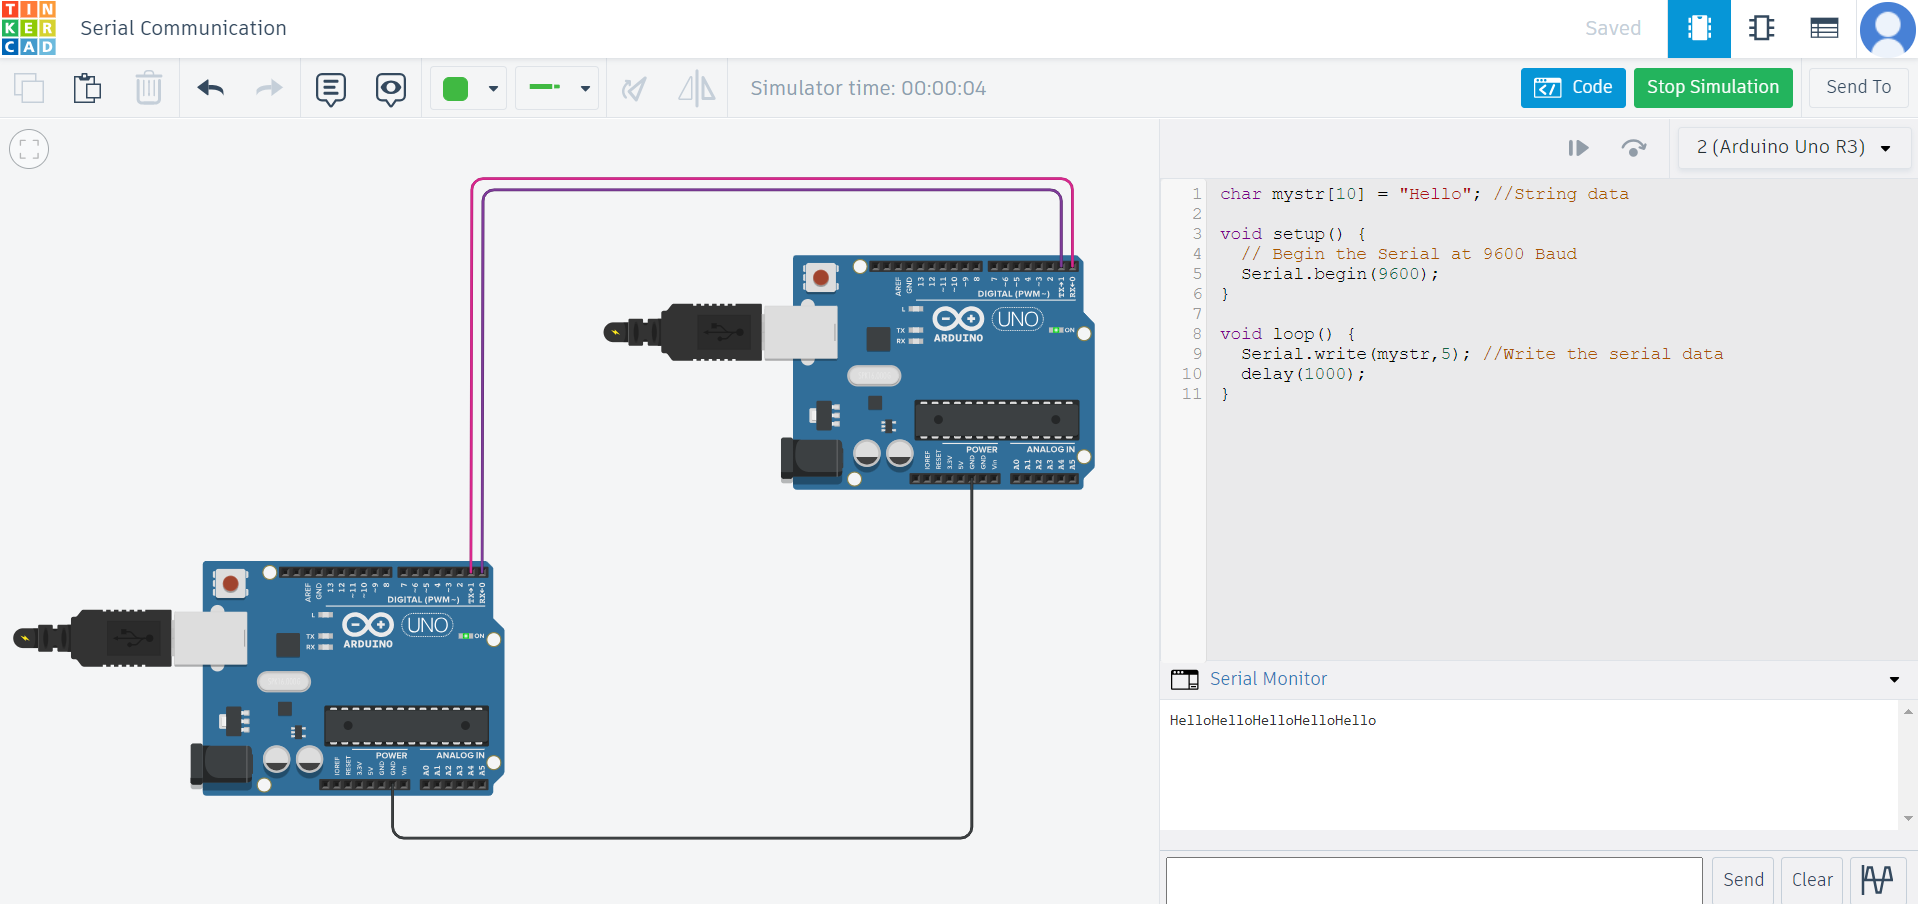 TIN
KER
CAD
Serial Communication
Saved
Simulator time: 00:00:04
Code
Stop Simulation
Send To
2 (Arduino Uno R3)
1 char mystr[10] = "Hello"; //String data
2
3 void setup() {
4 // Begin the Serial at 9600 Baud
5 Serial.begin(9600);
6 }
7
8 void loop() {
9 Serial.write(mystr,5); //Write the serial data
10 delay(1000);
11 }
AREF GND 13 12 ~11 ~10 ~9 8 7 ~6 ~5 4 ~3 2 TX→1 RX←0
DIGITAL (PWM~)
L
TX
RX
UNO
ARDUINO
ON
POWER
ANALOG IN
IOREF RESET 3.3V 5V GND GND Vin A0 A1 A2 A3 A4 A5
AREF GND 13 12 ~11 ~10 ~9 8 7 ~6 ~5 4 ~3 2 TX→1 RX←0
DIGITAL (PWM~)
L
TX
RX
UNO
ARDUINO
ON
POWER
ANALOG IN
IOREF RESET 3.3V 5V GND GND Vin A0 A1 A2 A3 A4 A5
Serial Monitor
HelloHelloHelloHelloHello
Send
Clear